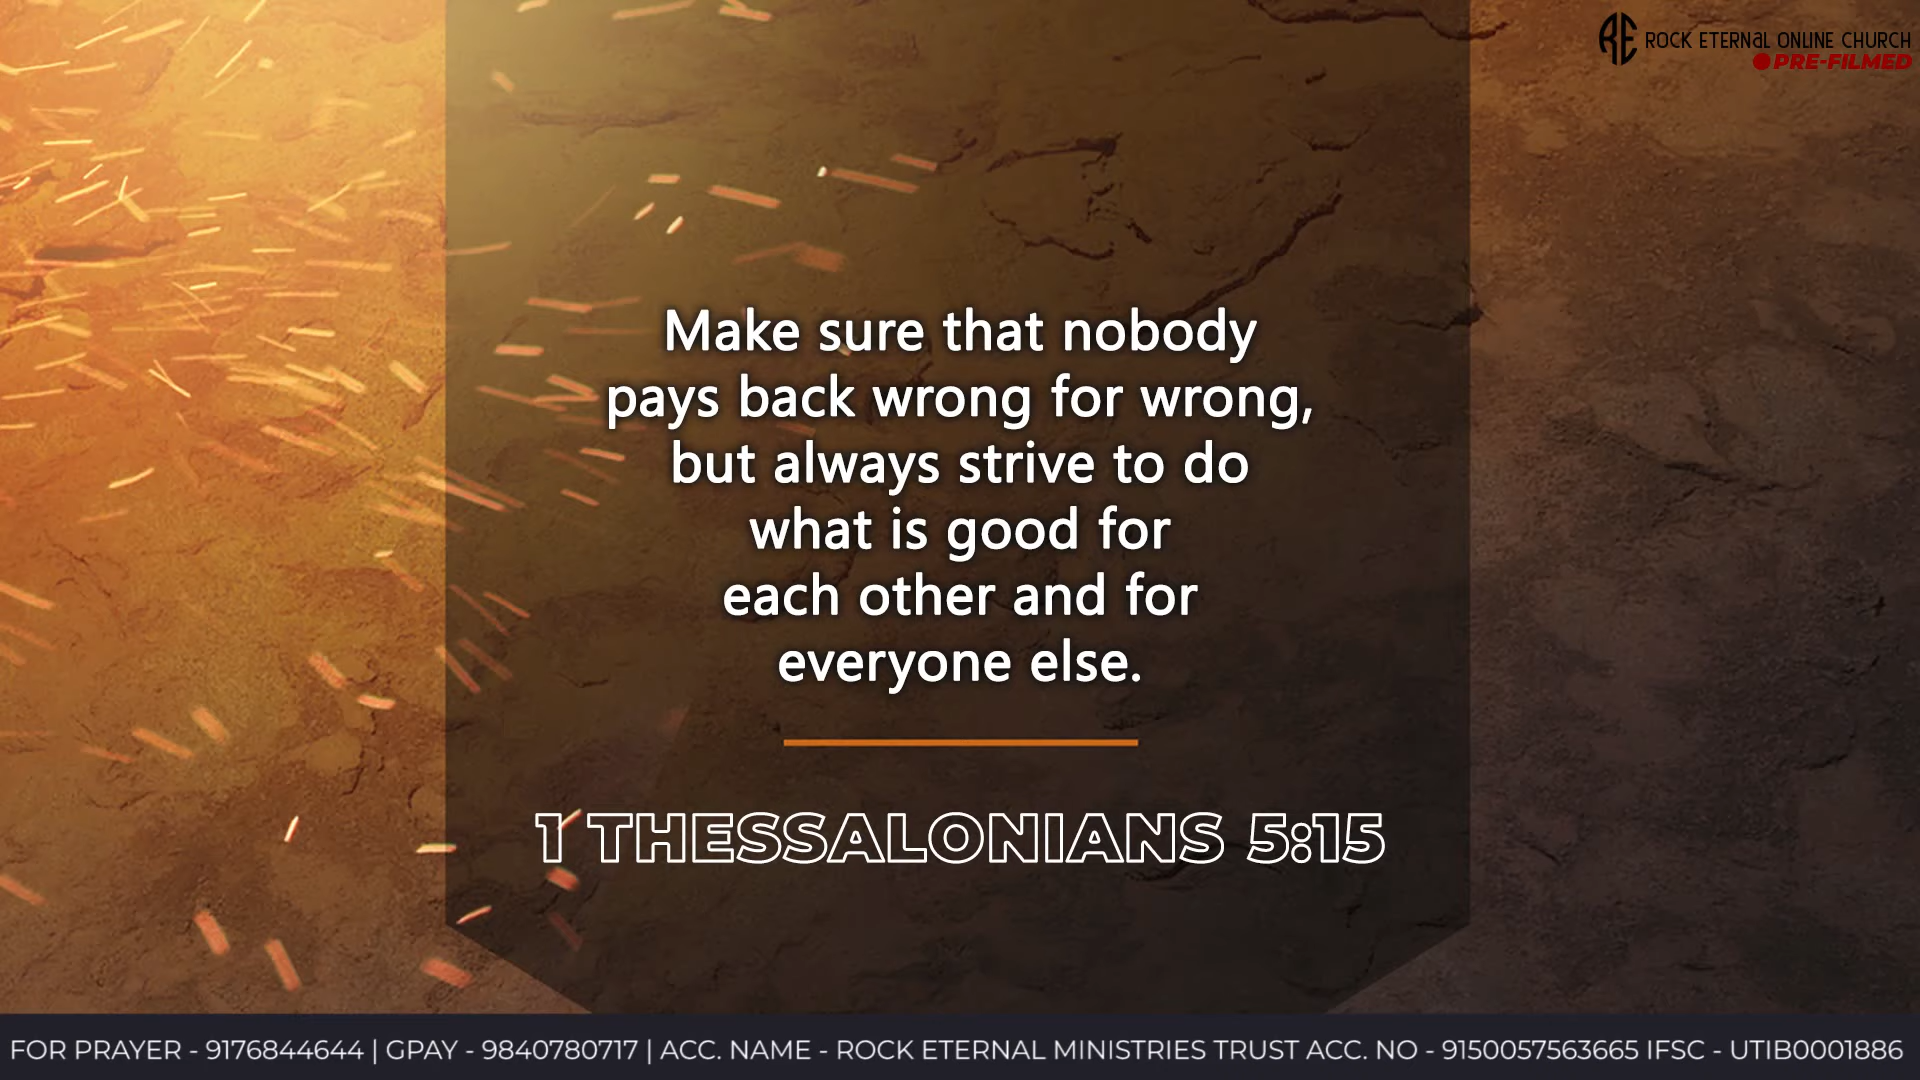 RE ROCK ETERNAL ONLINE CHURCH
PRE-FILMED
Make sure that nobody
pays back wrong for wrong,
but always strive to do
what is good for
each other and for
everyone else.
1 THESSALONIANS 5:15
FOR PRAYER - 9176844644 | GPAY - 9840780717 | ACC. NAME - ROCK ETERNAL MINISTRIES TRUST ACC. NO - 9150057563665 IFSC - UTIB0001886